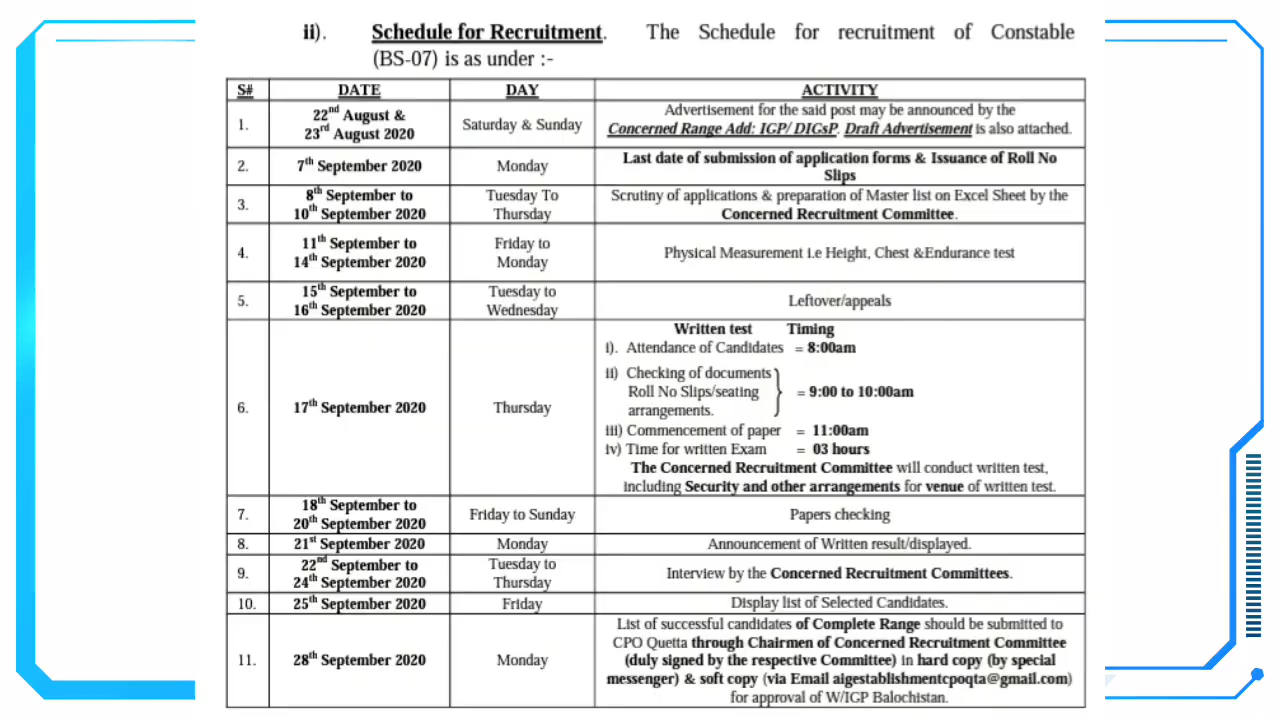 ii). Schedule for Recruitment. The Schedule for recruitment of Constable
(BS-07) is as under :-
S# DATE DAY ACTIVITY
1. 22nd August &
23rd August 2020 Saturday & Sunday Advertisement for the said post may be announced by the
Concerned Range Add: IGP/ DIGsP. Draft Advertisement is also attached.
2. 7th September 2020 Monday Last date of submission of application forms & Issuance of Roll No
Slips
3. 8th September to
10th September 2020 Tuesday To
Thursday Scrutiny of applications & preparation of Master list on Excel Sheet by the
Concerned Recruitment Committee.
4. 11th September to
14th September 2020 Friday to
Monday Physical Measurement i.e Height, Chest &Endurance test
5. 15th September to
16th September 2020 Tuesday to
Wednesday Leftover/appeals
6. 17th September 2020 Thursday Written test Timing
i). Attendance of Candidates = 8:00am
ii) Checking of documents
Roll No Slips/seating = 9:00 to 10:00am
arrangements.
iii) Commencement of paper = 11:00am
iv) Time for written Exam = 03 hours
The Concerned Recruitment Committee will conduct written test,
including Security and other arrangements for venue of written test.
7. 18th September to
20th September 2020 Friday to Sunday Papers checking
8. 21st September 2020 Monday Announcement of Written result/displayed.
9. 22nd September to
24th September 2020 Tuesday to
Thursday Interview by the Concerned Recruitment Committees.
10. 25th September 2020 Friday Display list of Selected Candidates.
11. 28th September 2020 Monday List of successful candidates of Complete Range should be submitted to
CPO Quetta through Chairmen of Concerned Recruitment Committee
(duly signed by the respective Committee) in hard copy (by special
messenger) & soft copy (via Email aigestablishmentcpoqta@gmail.com)
for approval of W/IGP Balochistan.